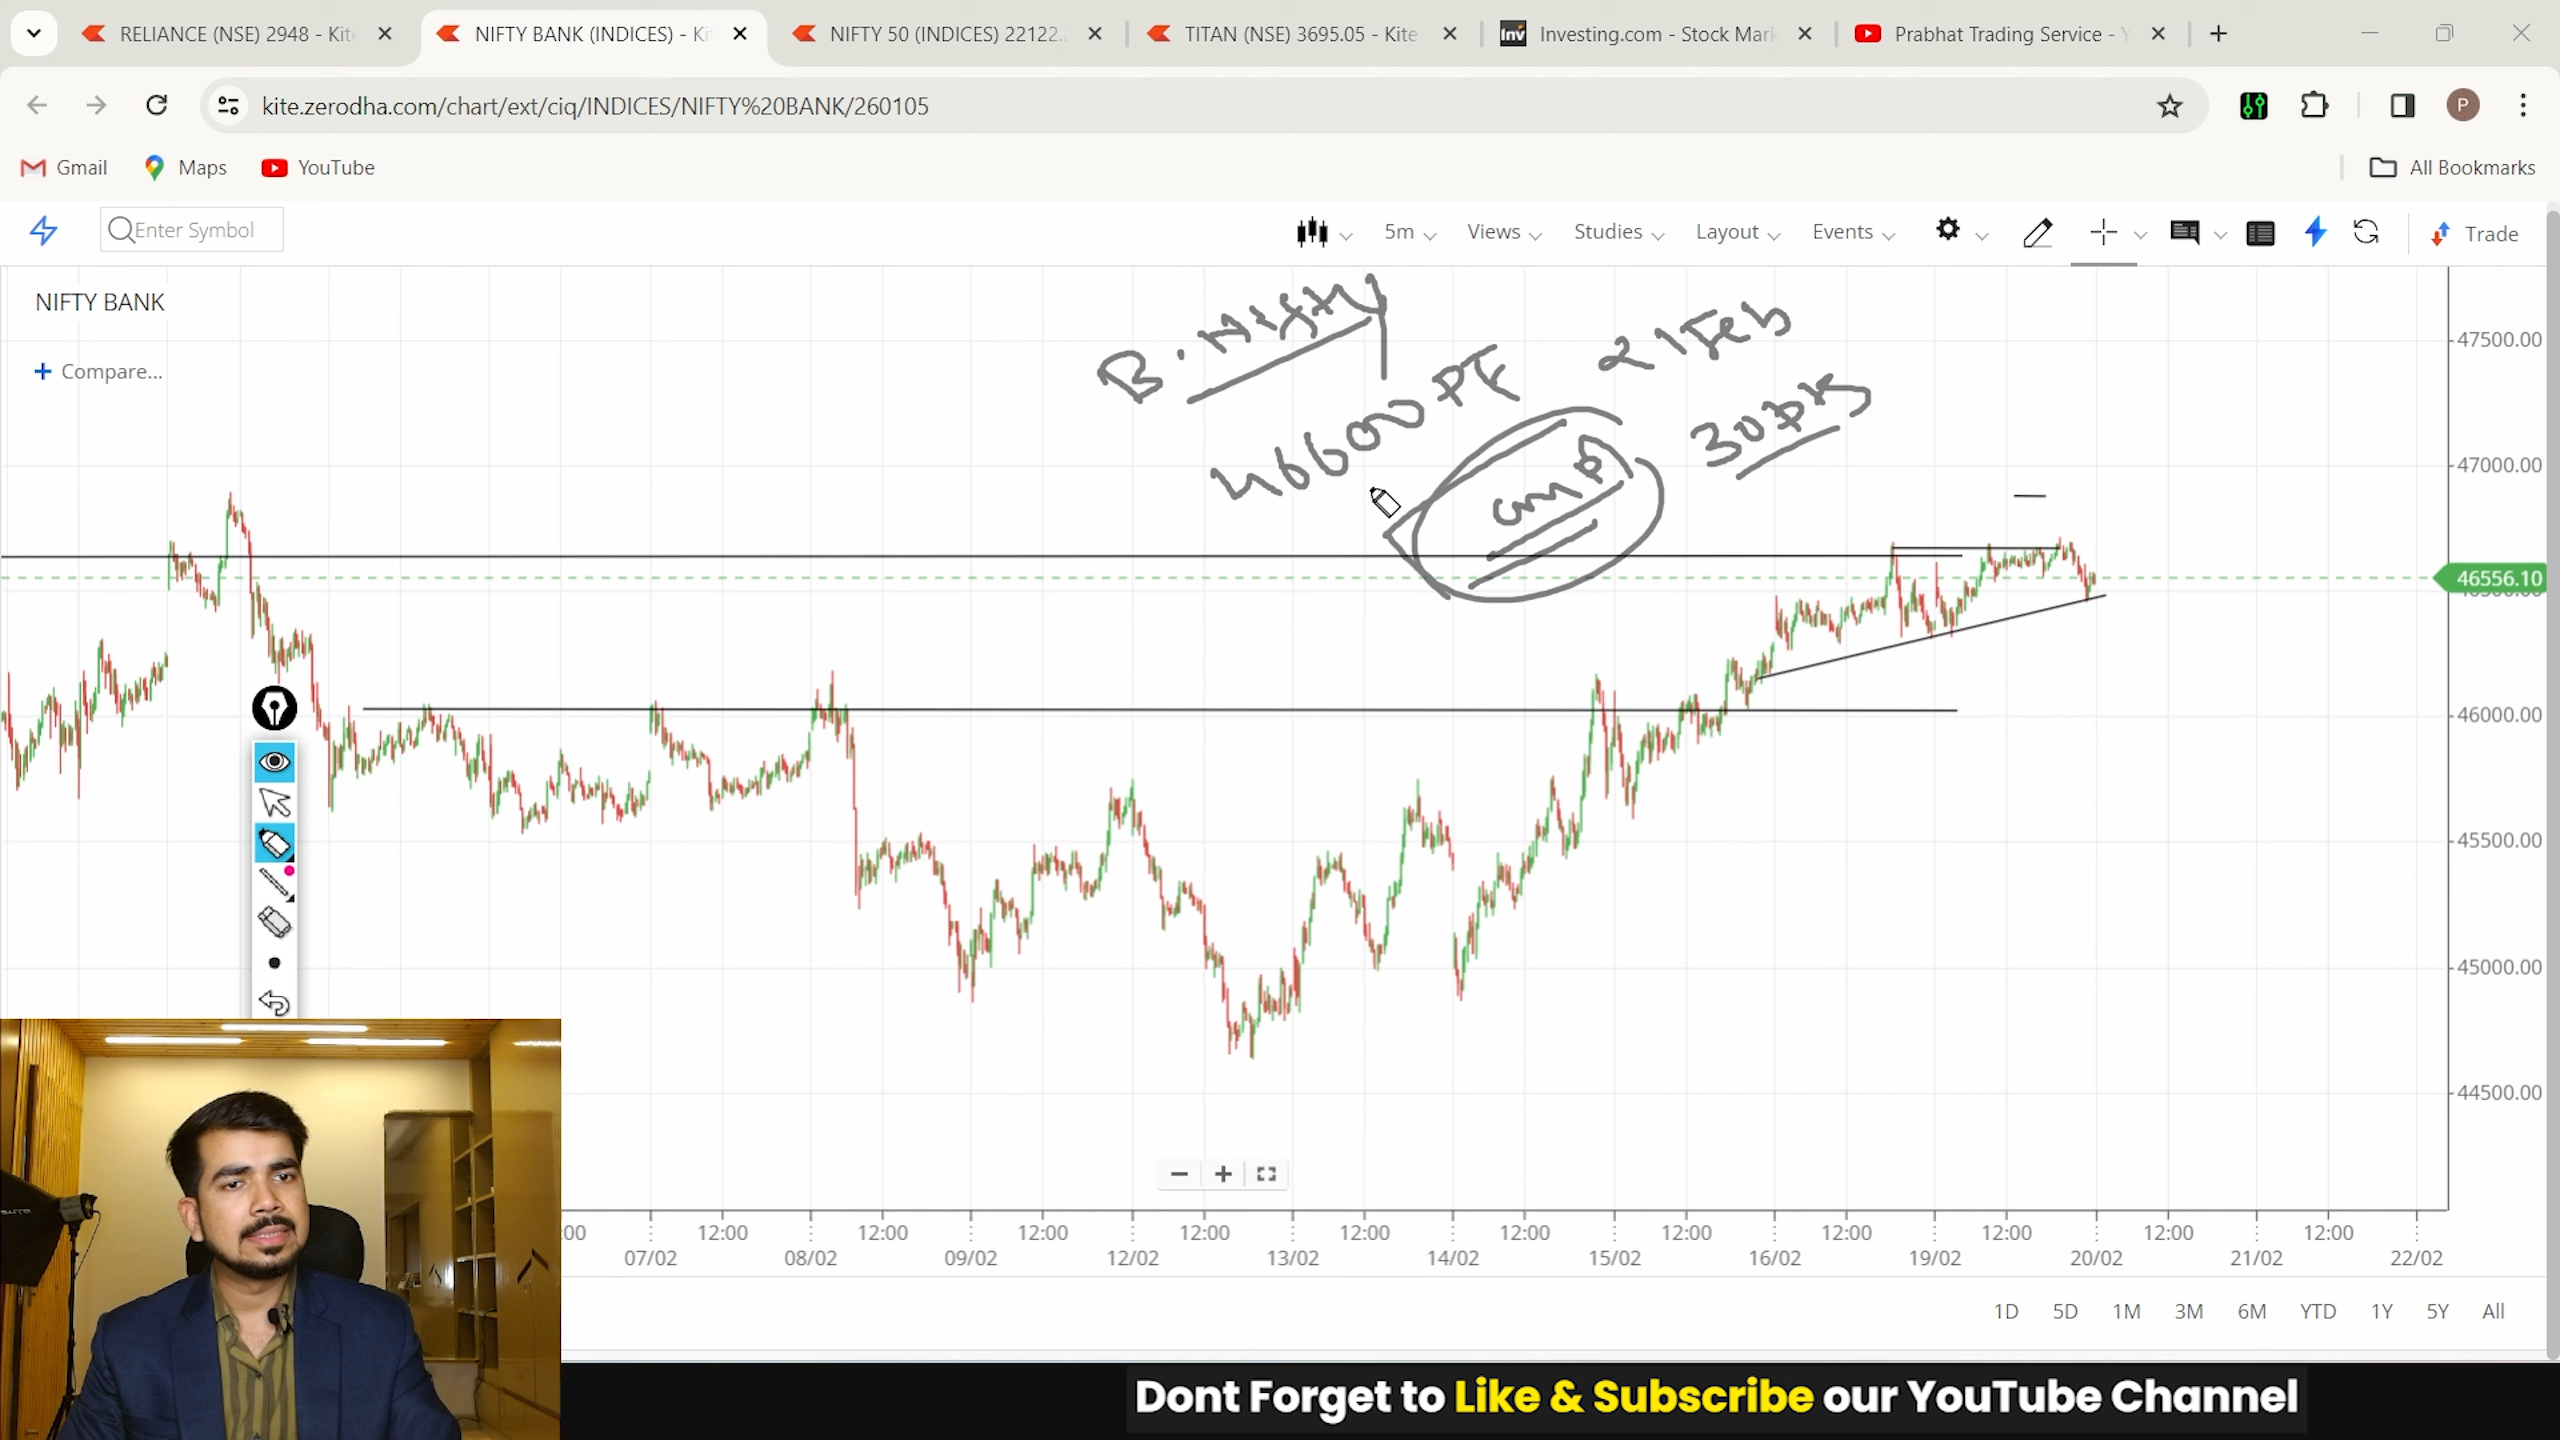 RELIANCE (NSE) 2948 - Kite
NIFTY BANK (INDICES) - Ki
NIFTY 50 (INDICES) 22122.
TITAN (NSE) 3695.05 - Kite
Investing.com - Stock Mar
Prabhat Trading Service - Y
kite.zerodha.com/chart/ext/ciq/INDICES/NIFTY%20BANK/260105
P
Gmail
Maps
YouTube
All Bookmarks
Enter Symbol
5m
Views
Studies
Layout
Events
Trade
NIFTY BANK
Compare...
B. Nifty
46600 PE
21 Feb
cmp
47500.00
47000.00
46556.10
46000.00
45500.00
45000.00
44500.00
:00 12:00 12:00 12:00 12:00 12:00 12:00 12:00 12:00 12:00 12:00 12:00
07/02 08/02 09/02 12/02 13/02 14/02 15/02 16/02 19/02 20/02 21/02 22/02
1D 5D 1M 3M 6M YTD 1Y 5Y All
Dont Forget to Like & Subscribe our YouTube Channel